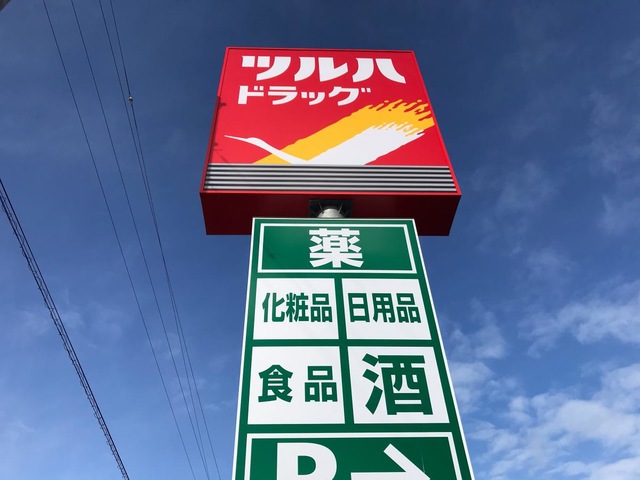 ツルハ
ドラッグ
薬
化粧品 日用品
食品 酒
P→